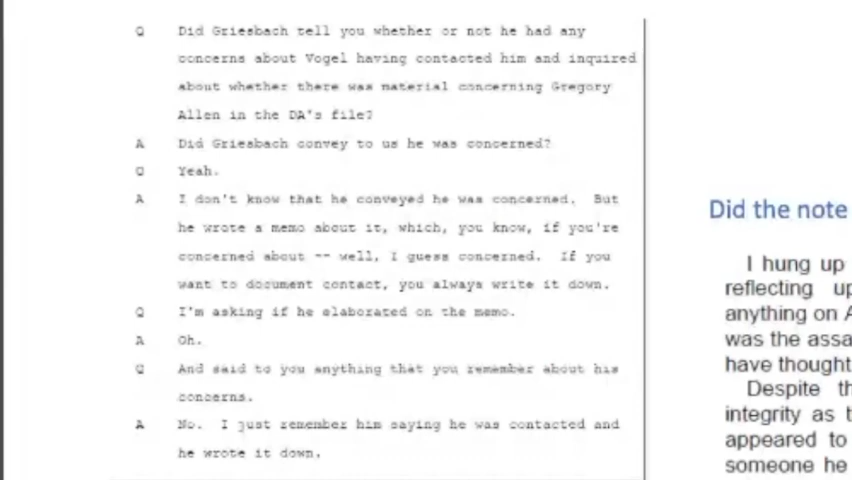 Q Did Griesbach tell you whether or not he had any
concerns about Vogel having contacted him and inquired
about whether there was material concerning Gregory
Allen in the DA's file?
A Did Griesbach convey to us he was concerned?
Q Yeah.
A I don't know that he conveyed he was concerned. But
he wrote a memo about it, which, you know, if you're
concerned about -- well, I guess concerned. If you
want to document contact, you always write it down.
Q I'm asking if he elaborated on the memo.
A Oh.
Q And said to you anything that you remember about his
concerns.
A No. I just remember him saying he was contacted and
he wrote it down.
Did the note
I hung up
reflecting up
anything on A
was the assa
have thought
Despite th
integrity as t
appeared to
someone he